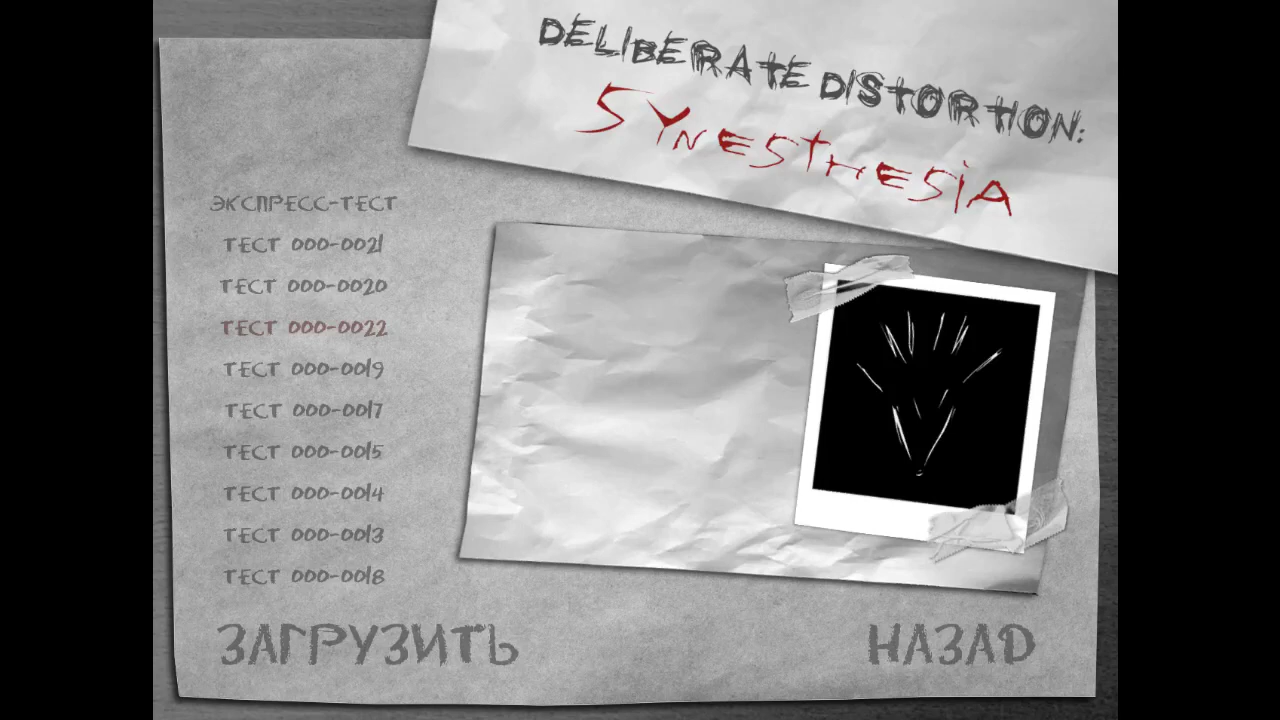 DELIBERATE DISTORTION:
SYNESTHESIA
ЭКСПРЕСС-ТЕСТ
ТЕСТ 000-0021
ТЕСТ 000-0020
ТЕСТ 000-0022
ТЕСТ 000-0019
ТЕСТ 000-0017
ТЕСТ 000-0015
ТЕСТ 000-0014
ТЕСТ 000-0013
ТЕСТ 000-0018
ЗАГРУЗИТЬ
НАЗАД